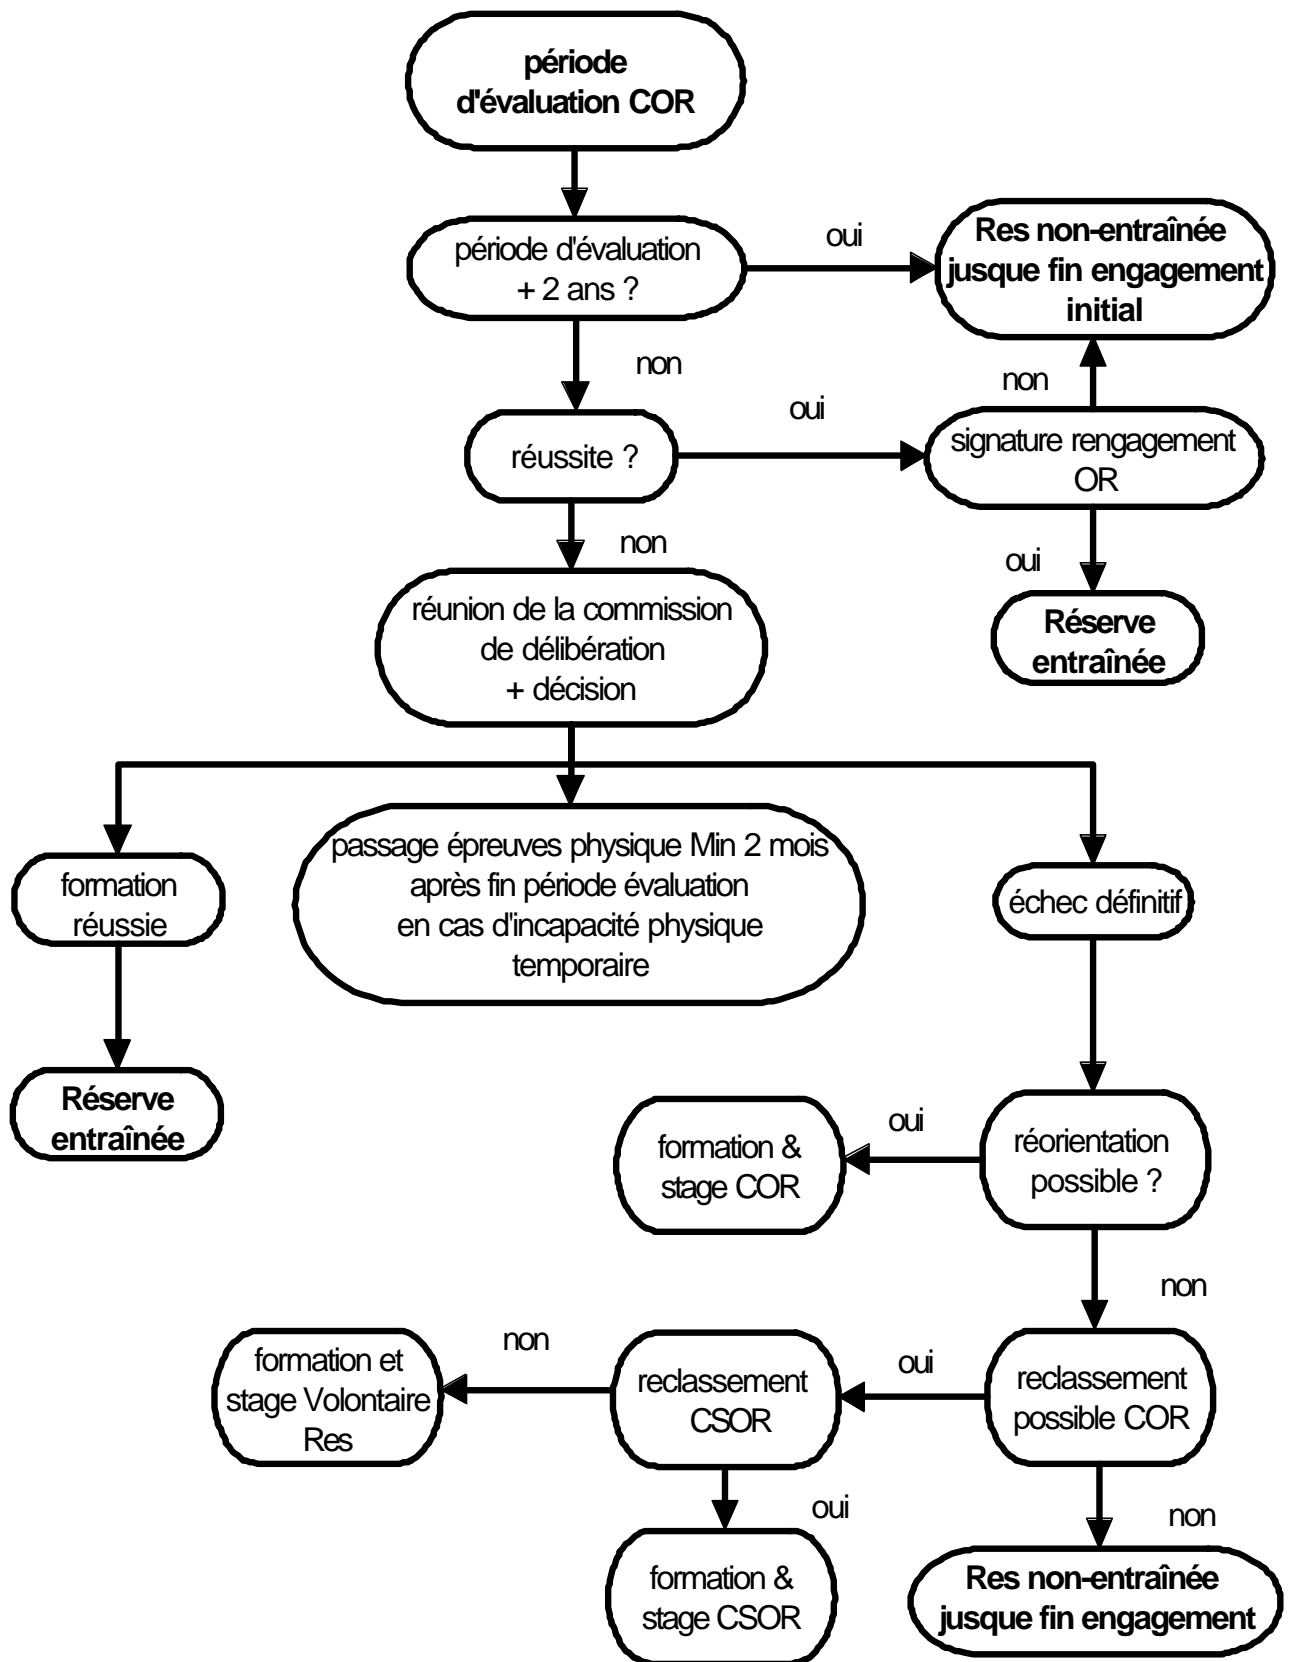 période
d'évaluation COR
période d'évaluation
+ 2 ans ?
oui
Res non-entraînée
jusque fin engagement
initial
non
non
oui
réussite ?
signature rengagement
OR
non
oui
réunion de la commission
de délibération
+ décision
Réserve
entraînée
formation
réussie
passage épreuves physique Min 2 mois
après fin période évaluation
en cas d'incapacité physique
temporaire
échec définitif
Réserve
entraînée
formation &
stage COR
oui
réorientation
possible ?
non
formation et
stage Volontaire
Res
non
reclassement
CSOR
oui
reclassement
possible COR
oui
non
formation &
stage CSOR
Res non-entraînée
jusque fin engagement